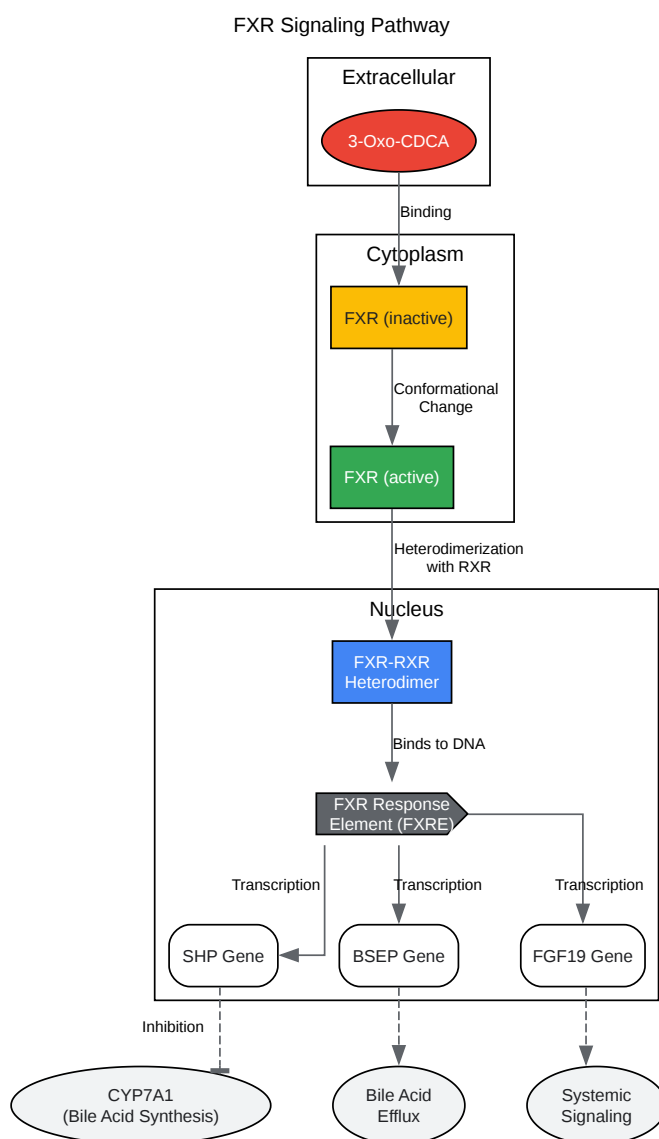 FXR Signaling Pathway
Extracellular
3-Oxo-CDCA
Binding
Cytoplasm
FXR (inactive)
Conformational
Change
FXR (active)
Heterodimerization
with RXR
Nucleus
FXR-RXR
Heterodimer
Binds to DNA
FXR Response
Element (FXRE)
Transcription
Transcription
Transcription
SHP Gene
BSEP Gene
FGF19 Gene
Inhibition
CYP7A1
(Bile Acid Synthesis)
Bile Acid
Efflux
Systemic
Signaling